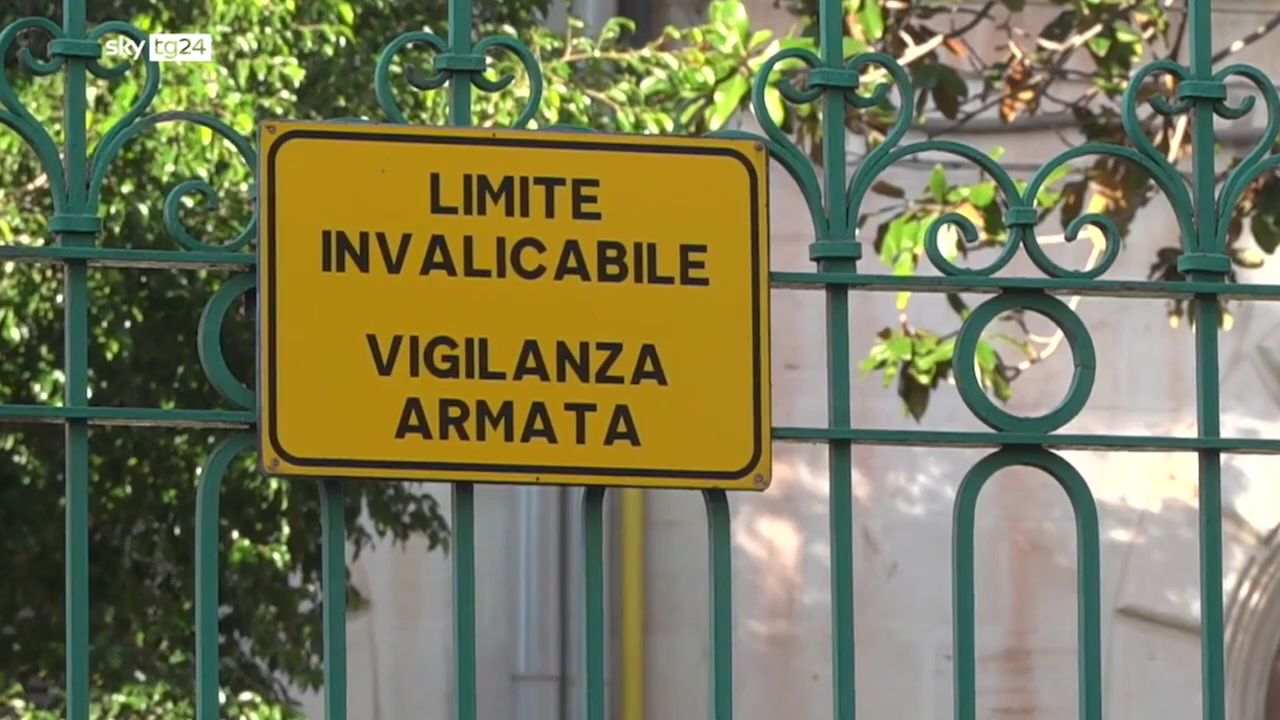 sky tg24
LIMITE
INVALICABILE
VIGILANZA
ARMATA